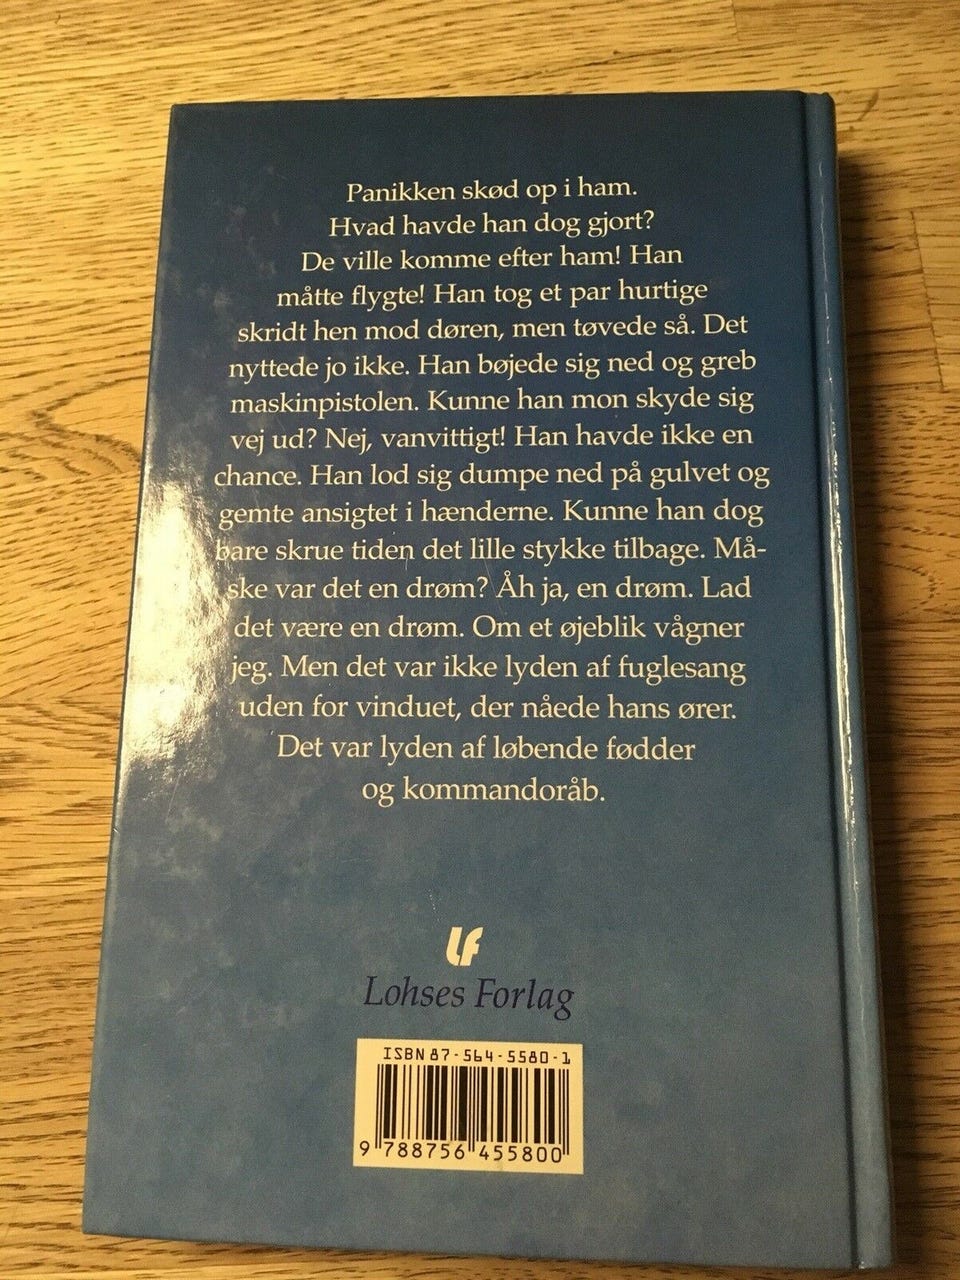 Panikken skød op i ham.
Hvad havde han dog gjort?
De ville komme efter ham! Han
måtte flygte! Han tog et par hurtige
skridt hen mod døren, men tøvede så. Det
nyttede jo ikke. Han bøjede sig ned og greb
maskinpistolen. Kunne han mon skyde sig
vej ud? Nej, vanvittigt! Han havde ikke en
chance. Han lod sig dumpe ned på gulvet og
gemte ansigtet i hænderne. Kunne han dog
bare skrue tiden det lille stykke tilbage. Må-
ske var det en drøm? Åh ja, en drøm. Lad
det være en drøm. Om et øjeblik vågner
jeg. Men det var ikke lyden af fuglesang
uden for vinduet, der nåede hans ører.
Det var lyden af løbende fødder
og kommandoråb.
LF
Lohses Forlag
ISBN 87-564-5580-1
9 788756 455800